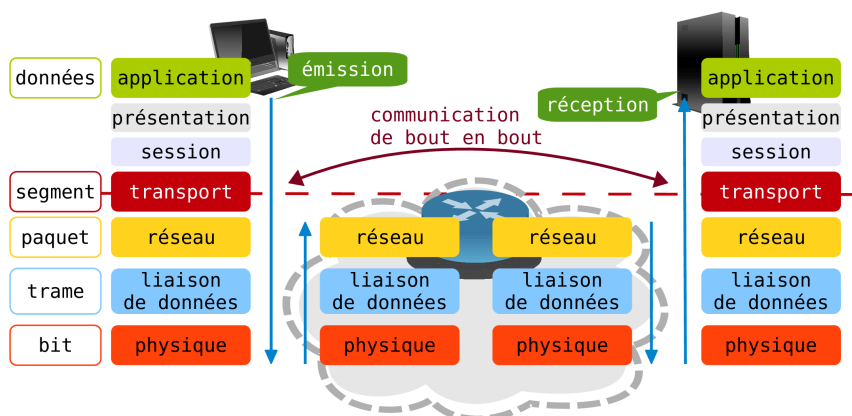 données
application
émission
application
réception
présentation
communication
de bout en bout
présentation
session
session
segment
transport
transport
paquet
réseau
réseau
réseau
réseau
trame
liaison
de données
liaison
de données
liaison
de données
liaison
de données
bit
physique
physique
physique
physique